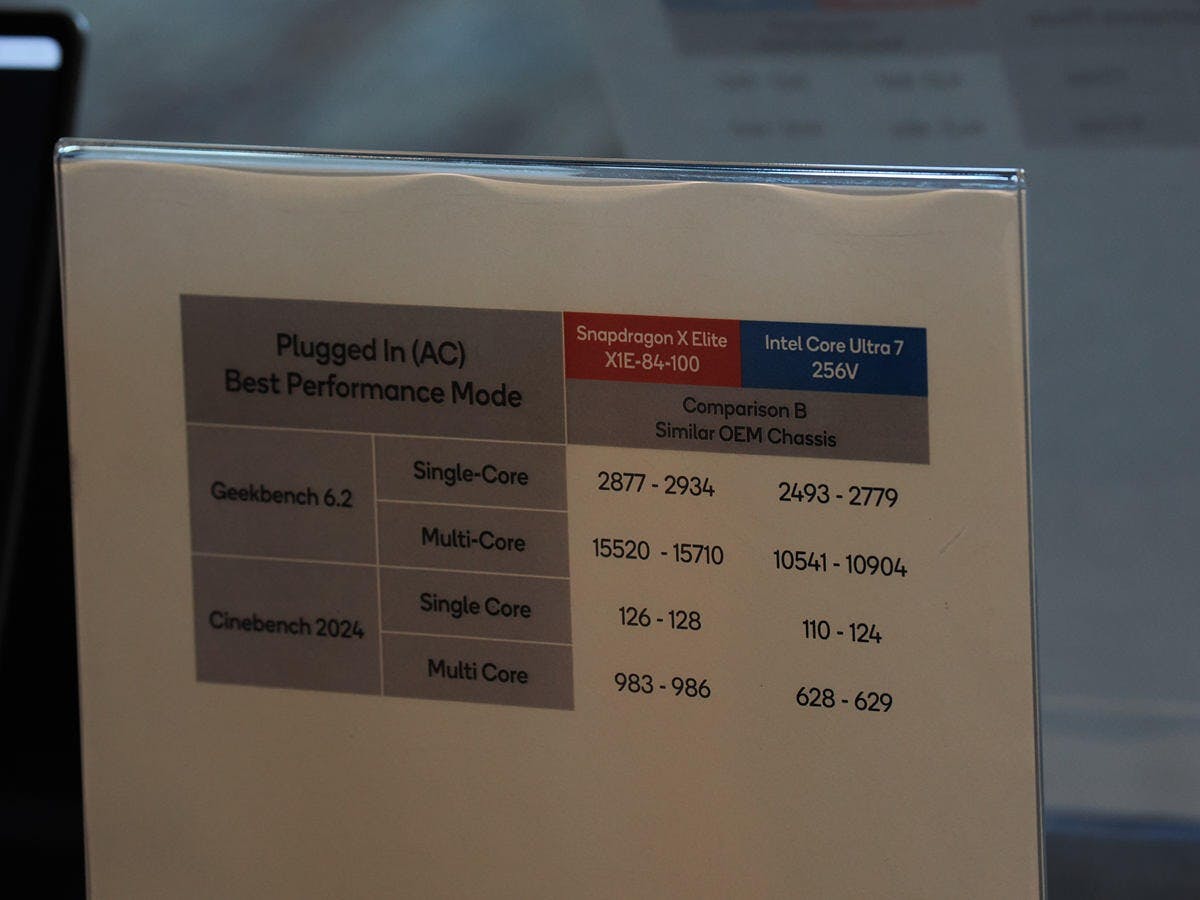 Plugged In (AC)
Best Performance Mode
Snapdragon X Elite
X1E-84-100
Intel Core Ultra 7
256V
Comparison B
Similar OEM Chassis
Geekbench 6.2
Single-Core
2877 - 2934
2493 - 2779
Multi-Core
15520 - 15710
10541 - 10904
Cinebench 2024
Single Core
126 - 128
110 - 124
Multi Core
983 - 986
628 - 629